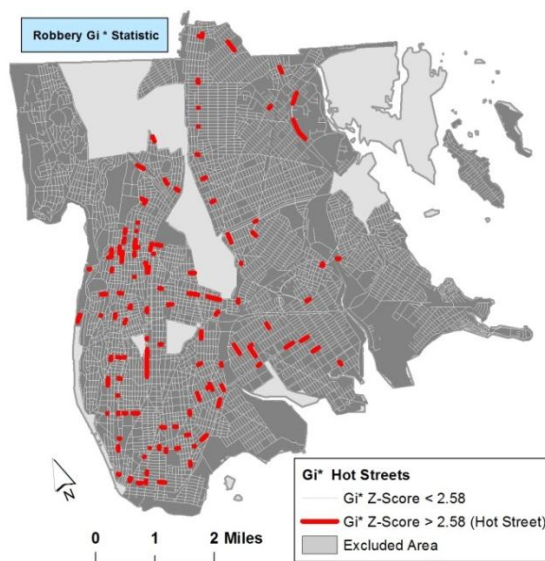 Robbery Gi * Statistic
N
0 1 2 Miles
Gi* Hot Streets
Gi* Z-Score < 2.58
Gi* Z-Score > 2.58 (Hot Street)
Excluded Area